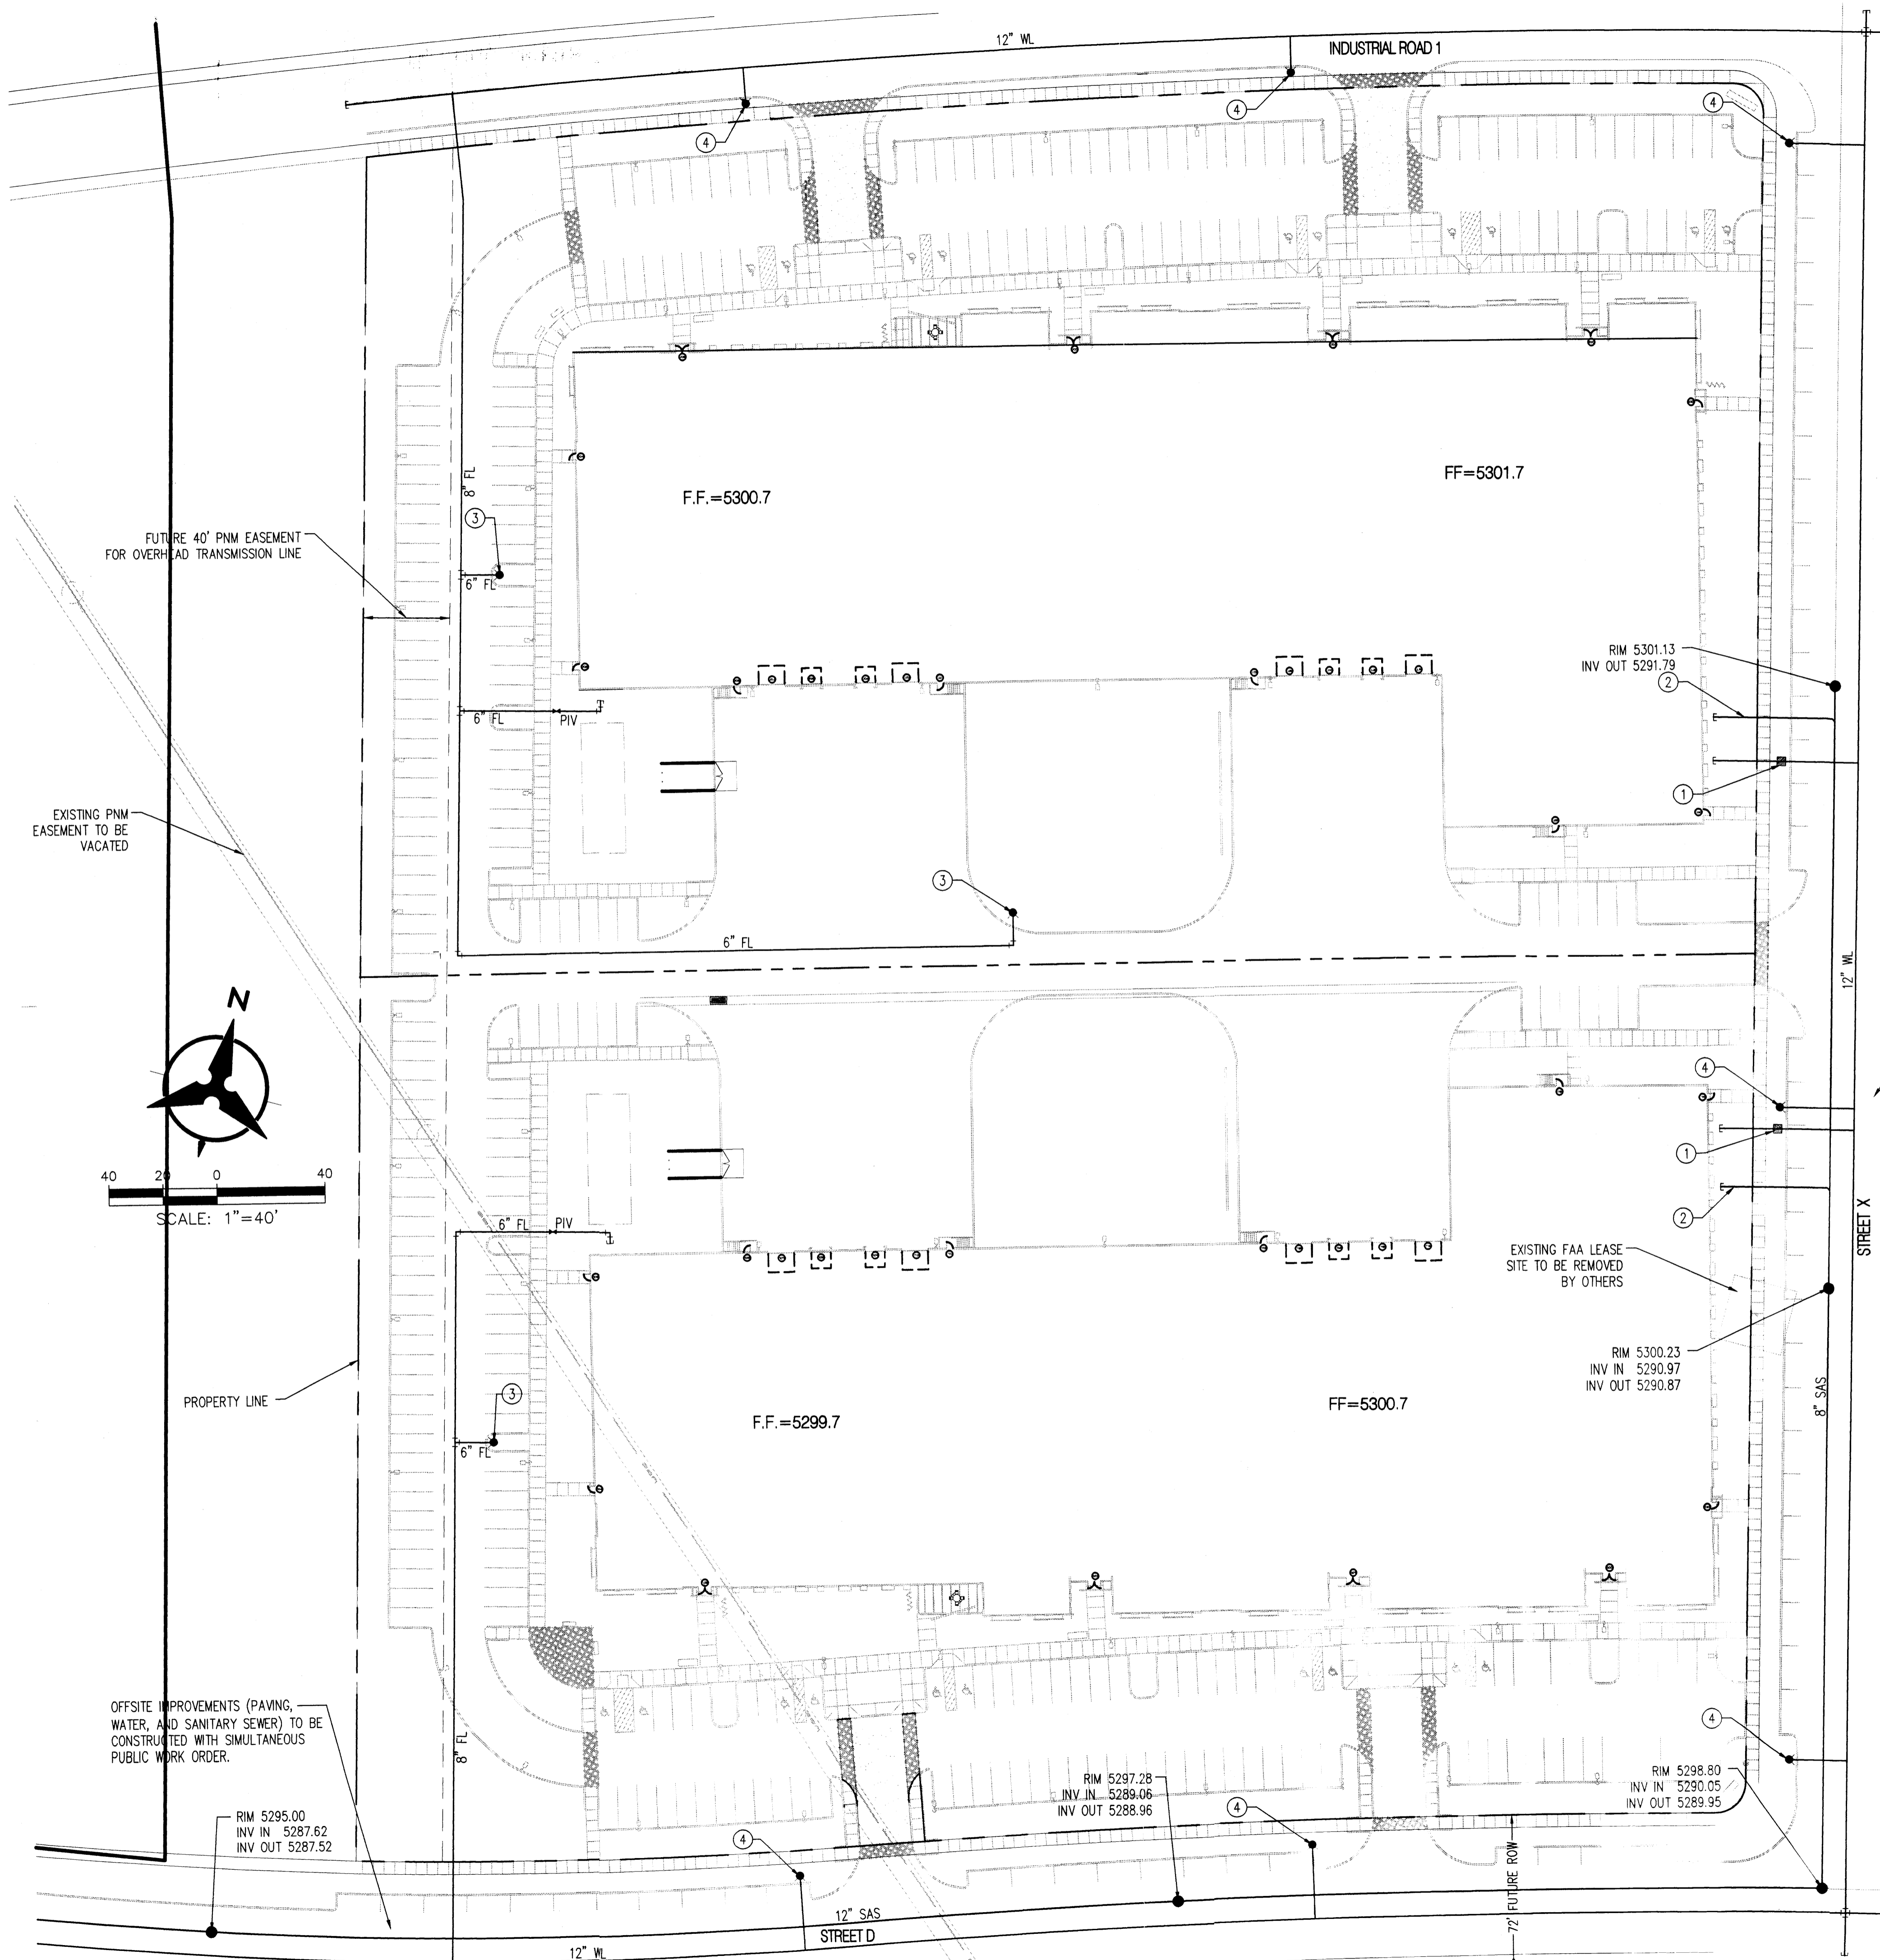 12" WL
INDUSTRIAL ROAD 1
4
4
4
8" FL
F.F.=5300.7
FF=5301.7
3
FUTURE 40' PNM EASEMENT
FOR OVERHEAD TRANSMISSION LINE
6" FL
RIM 5301.13
INV OUT 5291.79
2
6" FL
PIV
1
EXISTING PNM
EASEMENT TO BE
VACATED
3
6" FL
12" WL
N
4
1
40 20 0 40
SCALE: 1"=40'
2
STREET X
6" FL
PIV
EXISTING FAA LEASE
SITE TO BE REMOVED
BY OTHERS
RIM 5300.23
INV IN 5290.97
INV OUT 5290.87
8" SAS
PROPERTY LINE
3
F.F.=5299.7
FF=5300.7
6" FL
OFFSITE IMPROVEMENTS (PAVING,
WATER, AND SANITARY SEWER) TO BE
CONSTRUCTED WITH SIMULTANEOUS
PUBLIC WORK ORDER.
8" FL
4
RIM 5297.28
INV IN 5289.06
INV OUT 5288.96
RIM 5298.80
INV IN 5290.05
INV OUT 5289.95
RIM 5295.00
INV IN 5287.62
INV OUT 5287.52
4
4
72' FUTURE ROW
12" SAS
STREET D
12" WL